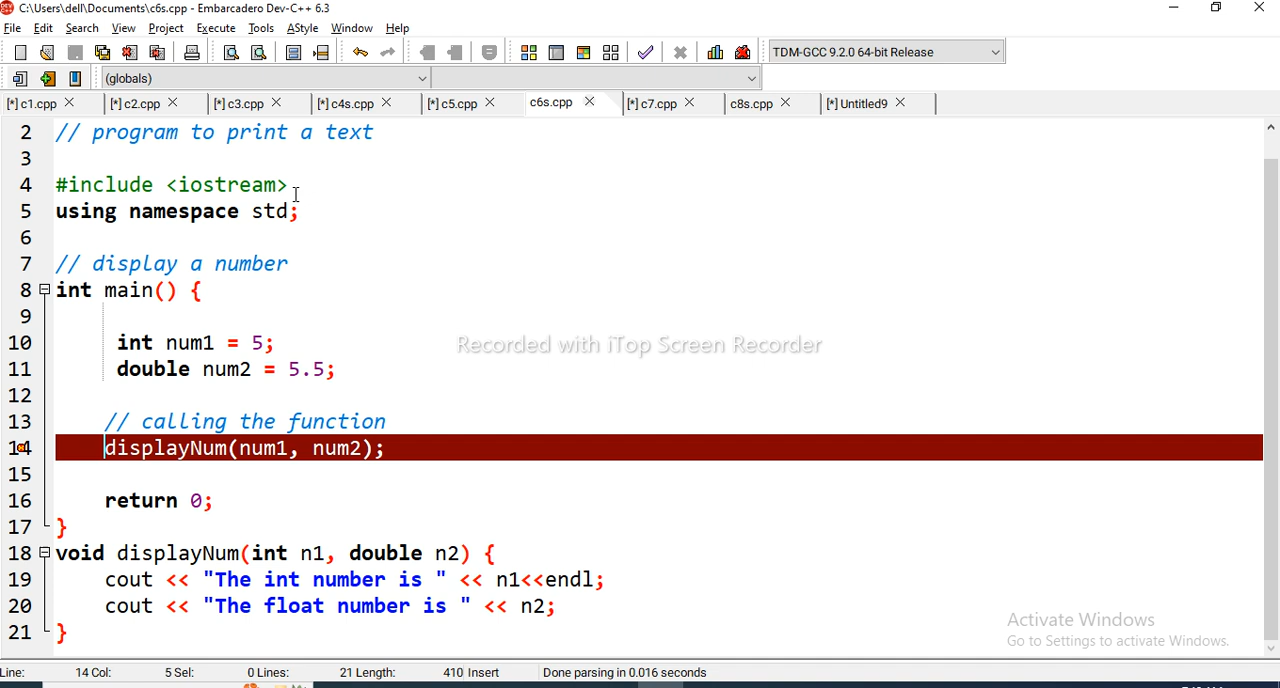 C:\Users\dell\Documents\c6s.cpp - Embarcadero Dev-C++ 6.3
File Edit Search View Project Execute Tools AStyle Window Help
TDM-GCC 9.2.0 64-bit Release
(globals)
[*] c1.cpp [*] c2.cpp [*] c3.cpp [*] c4s.cpp [*] c5.cpp c6s.cpp [*] c7.cpp c8s.cpp [*] Untitled9
2 // program to print a text
3
4 #include <iostream>
5 using namespace std;
6
7 // display a number
8 int main() {
9
10 int num1 = 5;
11 double num2 = 5.5;
12
13 // calling the function
14 displayNum(num1, num2);
15
16 return 0;
17 }
18 void displayNum(int n1, double n2) {
19 cout << "The int number is " << n1<<endl;
20 cout << "The float number is " << n2;
21 }
Recorded with iTop Screen Recorder
Activate Windows
Go to Settings to activate Windows.
Line: 14 Col: 5 Sel: 0 Lines: 21 Length: 410 Insert Done parsing in 0.016 seconds